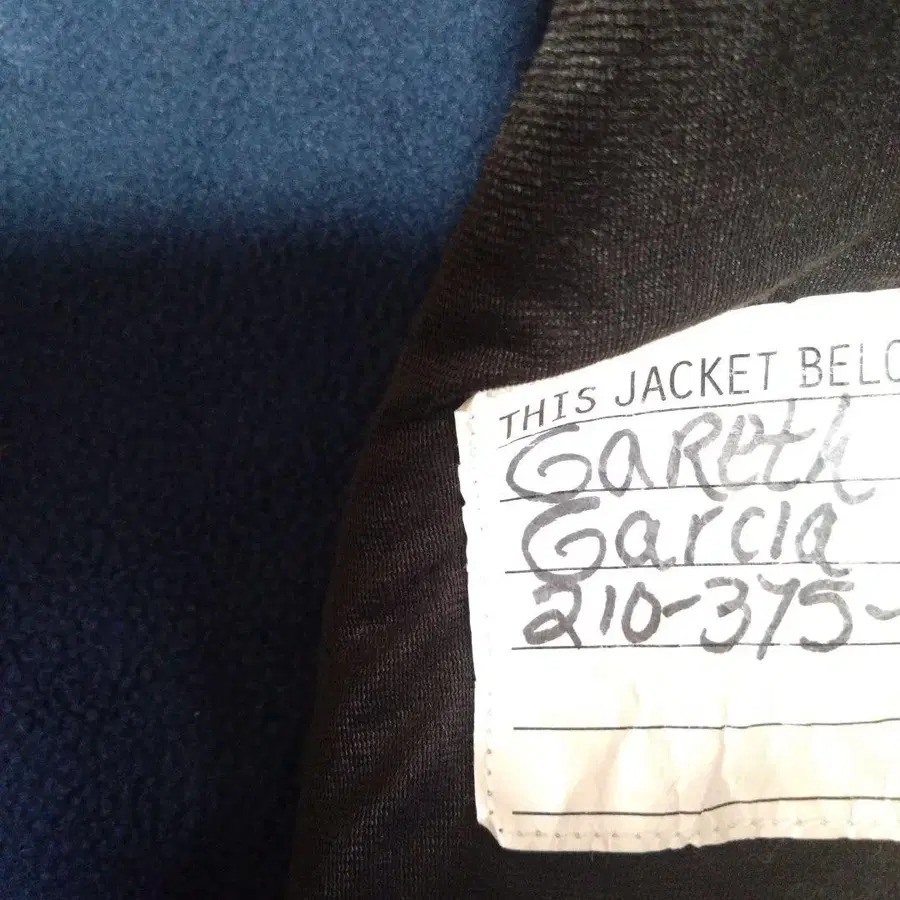 THIS JACKET BELO
GaReth
Garcia
210-375-